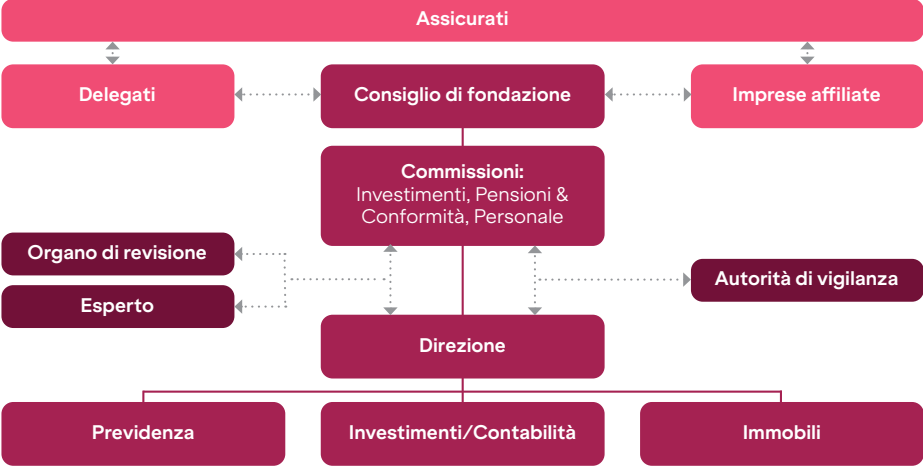 Assicurati
Delegati
Consiglio di fondazione
Imprese affiliate
Commissioni:
Investimenti, Pensioni &
Conformità, Personale
Organo di revisione
Esperto
Autorità di vigilanza
Direzione
Previdenza
Investimenti/Contabilità
Immobili